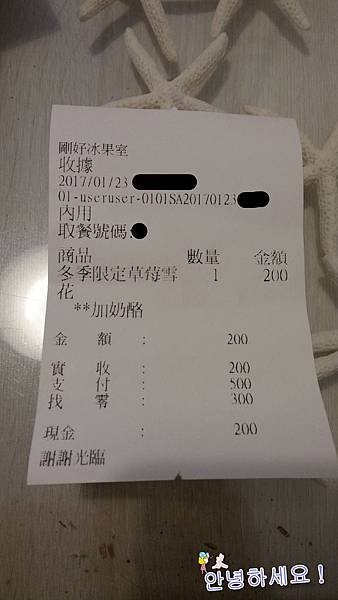 剛好冰果室
收據
2017/01/23
01-useruser-0101SA20170123
內用
取餐號碼:
商品 數量 金額
冬季限定草莓雪 1 200
花
**加奶酪
金 額 : 200
實 收 : 200
支 付 : 500
找 零 : 300
現金 : 200
謝謝光臨
안녕하세요!